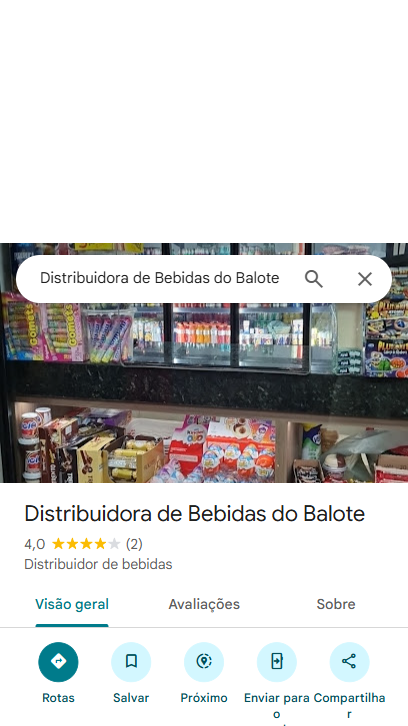 Distribuidora de Bebidas do Balote
Distribuidora de Bebidas do Balote
4,0 (2)
Distribuidor de bebidas
Visão geral Avaliações Sobre
Rotas Salvar Próximo Enviar para Compartilha
o r